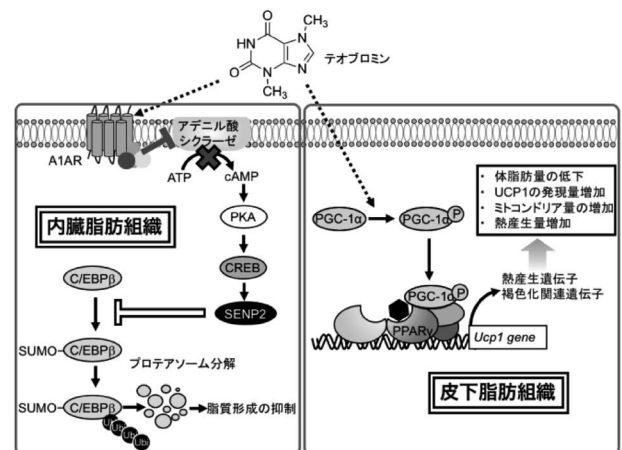 CH₃
O
HN
N
O
N
N
CH₃
テオブロミン
A1AR
アデニル酸
シクラーゼ
ATP
cAMP
PKA
CREB
SENP2
内臓脂肪組織
C/EBPβ
SUMO
C/EBPβ
プロテアソーム分解
SUMO
C/EBPβ
Ubi
Ubi
Ubi
Ubi
脂質形成の抑制
・ 体脂肪量の低下
・ UCP1の発現量増加
・ ミトコンドリア量の増加
・ 熱産生量増加
PGC-1α
PGC-1α
P
PGC-1α
P
PPARγ
熱産生遺伝子
褐色化関連遺伝子
Ucp1 gene
皮下脂肪組織